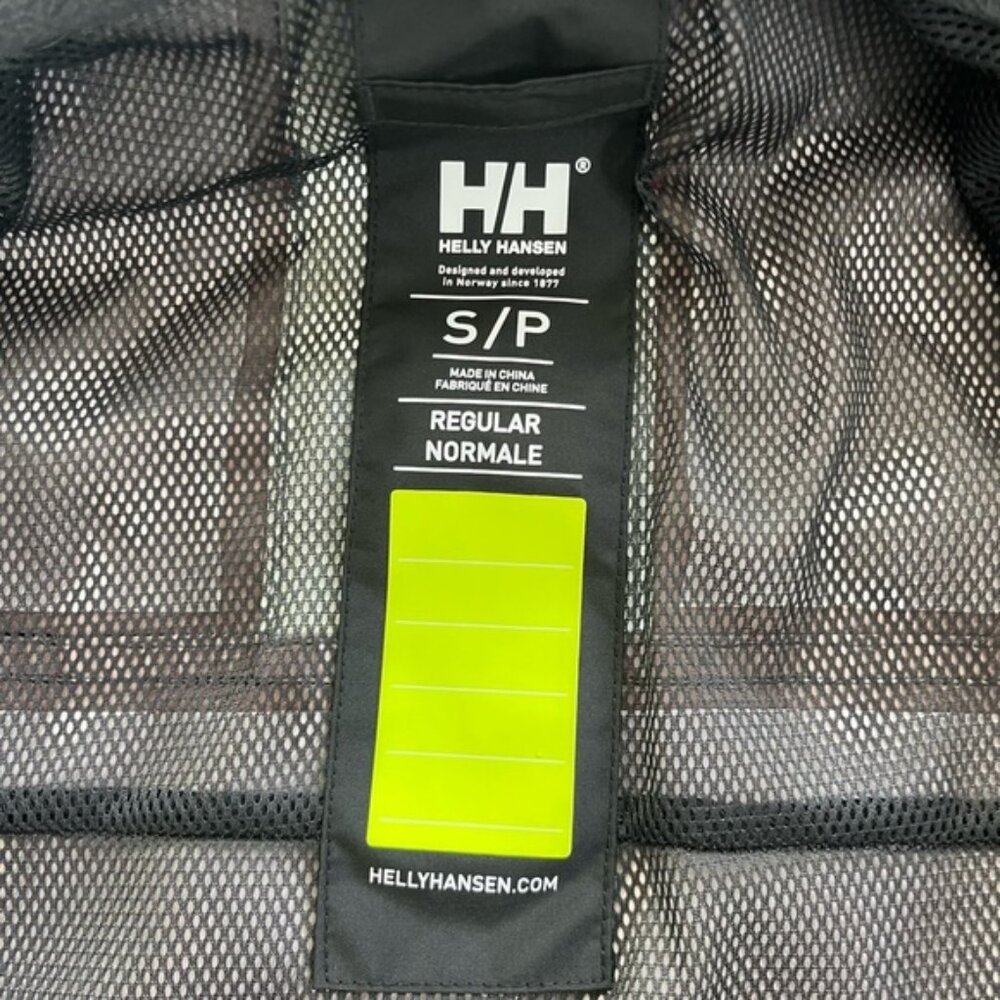 HH®
HELLY HANSEN
Designed and developed
in Norway since 1877
S/P
MADE IN CHINA
FABRIQUÉ EN CHINE
REGULAR
NORMALE
HELLYHANSEN.COM